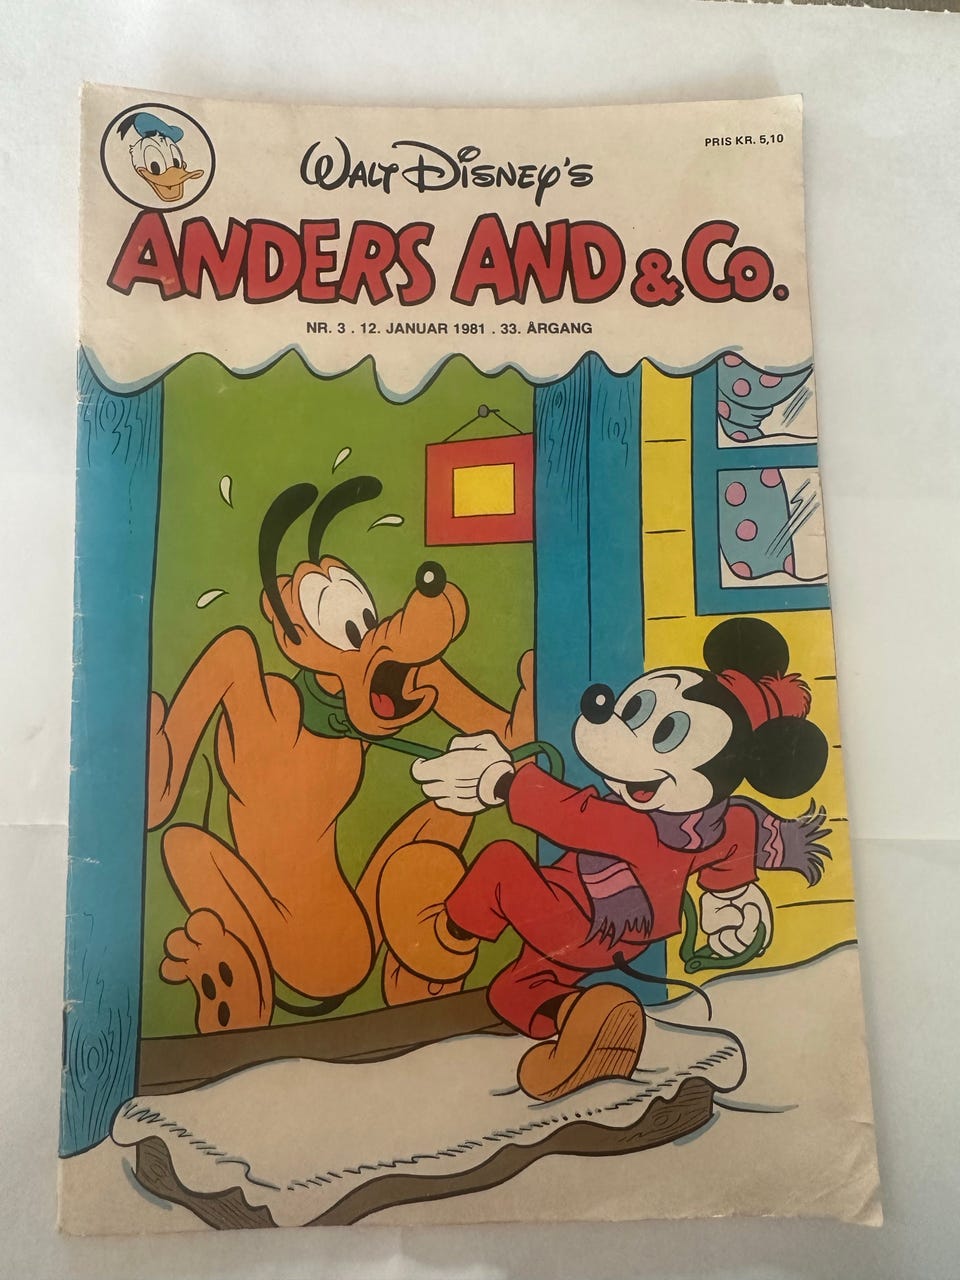 PRIS KR. 5,10
WALT DISNEY'S
ANDERS AND & CO.
NR. 3 . 12. JANUAR 1981 . 33. ÅRGANG